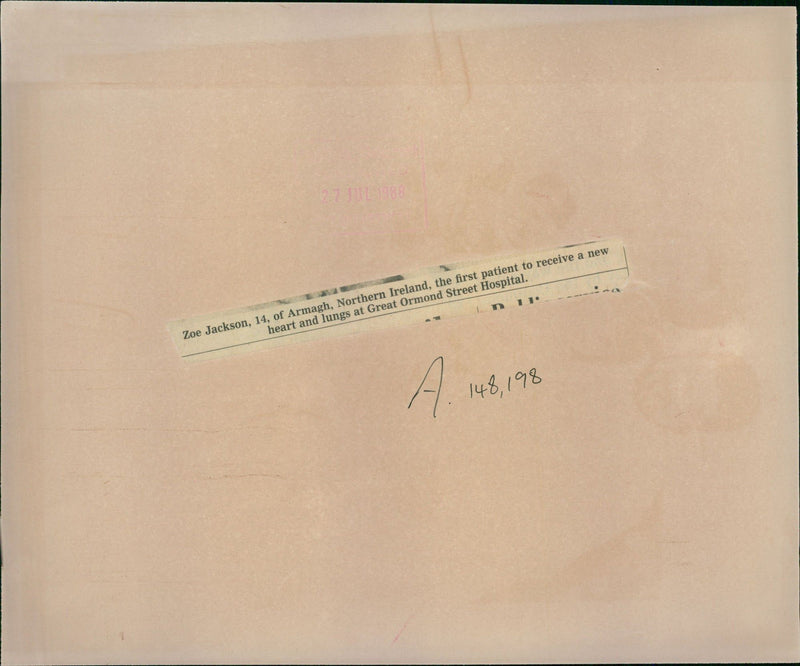 27 JUL 1988
Zoe Jackson, 14, of Armagh, Northern Ireland, the first patient to receive a new
heart and lungs at Great Ormond Street Hospital.
A. 148,198